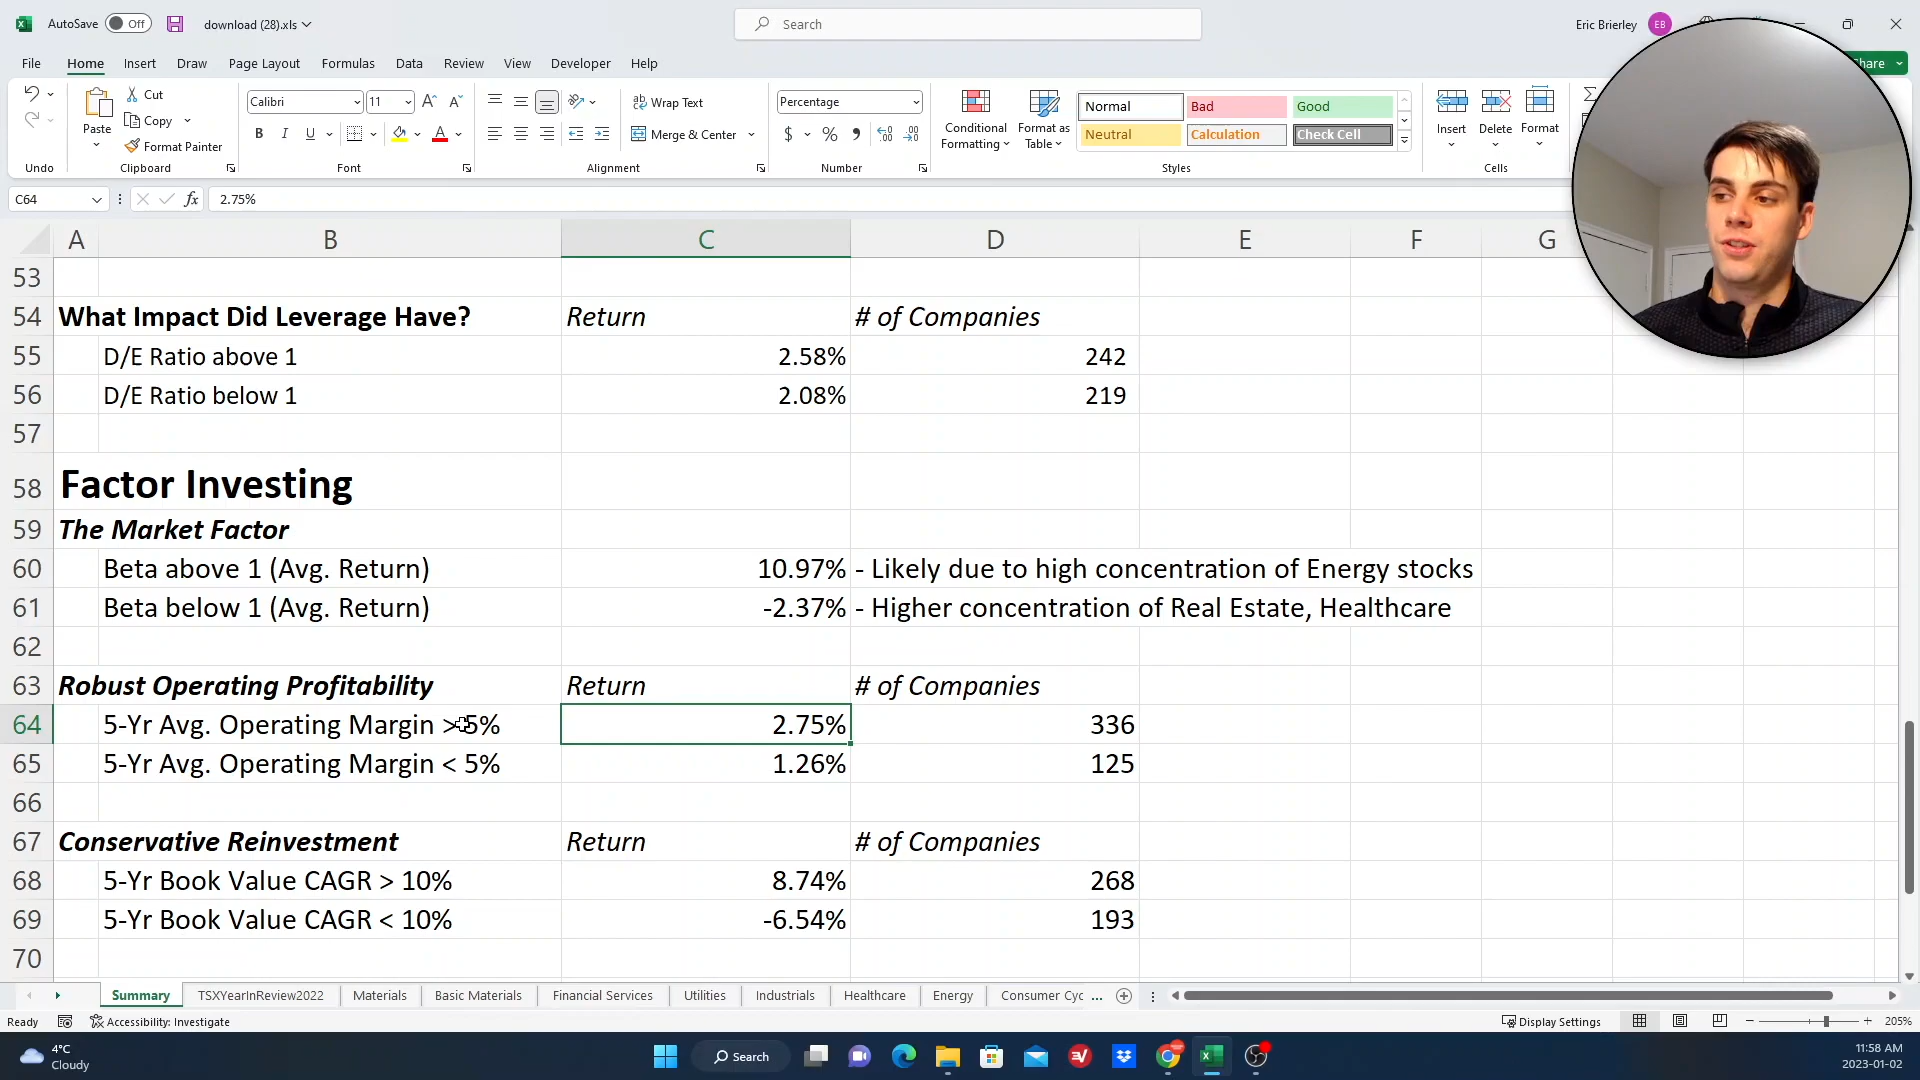 AutoSave Off download (28).xls Search Eric Brierley EB
File Home Insert Draw Page Layout Formulas Data Review View Developer Help Share
Cut Calibri 11 Wrap Text Percentage Normal Bad Good
Paste Copy Conditional Formatting Format as Table Insert Delete Format
Format Painter B I U A Merge & Center $ % Neutral Calculation Check Cell
Undo Clipboard Font Alignment Number Styles Cells
C64 fx 2.75%
A B C D E F G
53
54 What Impact Did Leverage Have? Return # of Companies
55 D/E Ratio above 1 2.58% 242
56 D/E Ratio below 1 2.08% 219
57
58 Factor Investing
59 The Market Factor
60 Beta above 1 (Avg. Return) 10.97% - Likely due to high concentration of Energy stocks
61 Beta below 1 (Avg. Return) -2.37% - Higher concentration of Real Estate, Healthcare
62
63 Robust Operating Profitability Return # of Companies
64 5-Yr Avg. Operating Margin > 5% 2.75% 336
65 5-Yr Avg. Operating Margin < 5% 1.26% 125
66
67 Conservative Reinvestment Return # of Companies
68 5-Yr Book Value CAGR > 10% 8.74% 268
69 5-Yr Book Value CAGR < 10% -6.54% 193
70
Summary TSXYearInReview2022 Materials Basic Materials Financial Services Utilities Industrials Healthcare Energy Consumer Cyc ...
Ready Accessibility: Investigate Display Settings 205%
4°C Search 11:58 AM
Cloudy 2023-01-02